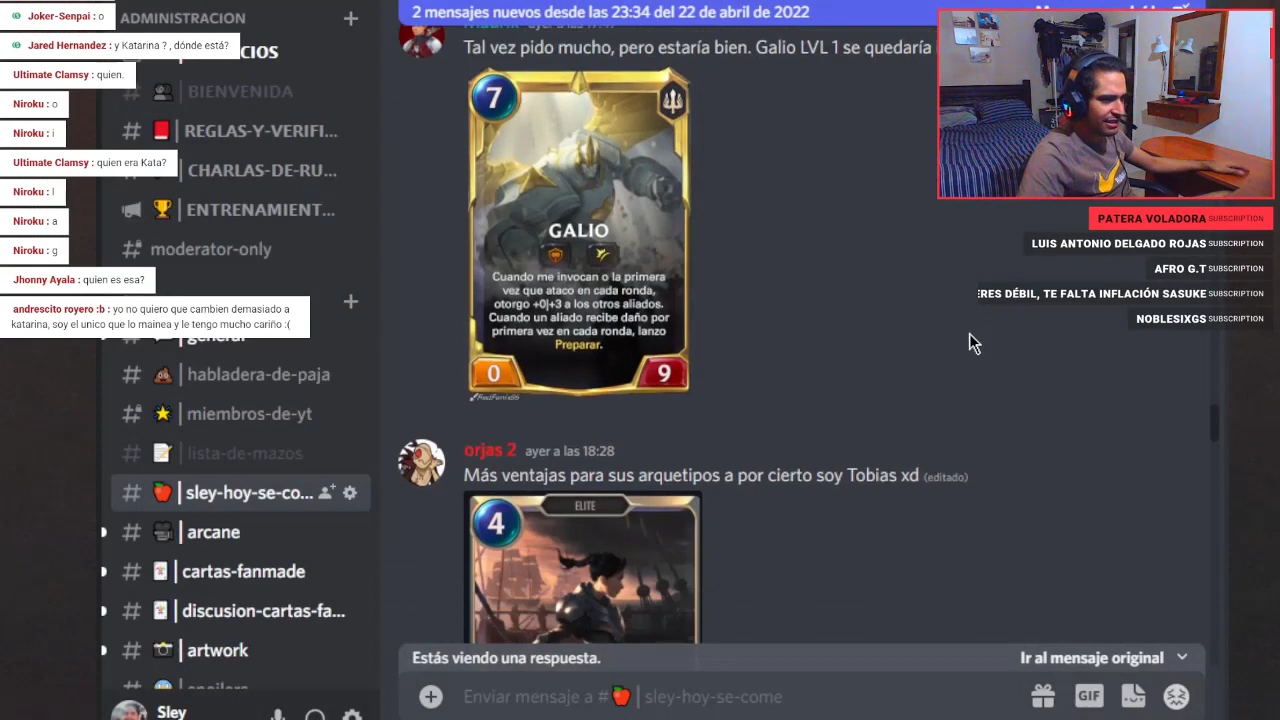 Joker-Senpai : o
Jared Hernandez : y Katarina ? , dónde está?
Ultimate Clamsy : quien.
Niroku : o
Niroku : i
Ultimate Clamsy : quien era Kata?
Niroku : l
Niroku : a
Niroku : g
Jhonny Ayala : quien es esa?
andrescito royero :b : yo no quiero que cambien demasiado a
katarina, soy el unico que lo mainea y le tengo mucho cariño :(
ADMINISTRACION
BIENVENIDA
REGLAS-Y-VERIFI...
CHARLAS-DE-RU...
ENTRENAMIENT...
moderator-only
general
habladera-de-paja
miembros-de-yt
lista-de-mazos
sley-hoy-se-co...
arcane
cartas-fanmade
discusion-cartas-fa...
artwork
Sley
2 mensajes nuevos desde las 23:34 del 22 de abril de 2022
Tal vez pido mucho, pero estaría bien. Galio LVL 1 se quedaría
7
GALIO
Cuando me invocan o la primera
vez que ataco en cada ronda,
otorgo +0|+3 a los otros aliados.
Cuando un aliado recibe daño por
primera vez en cada ronda, lanzo
Preparar.
0
9
orjas 2 ayer a las 18:28
Más ventajas para sus arquetipos a por cierto soy Tobias xd (editado)
ELITE
4
Estás viendo una respuesta.
Ir al mensaje original
Enviar mensaje a # sley-hoy-se-come
GIF
PATERA VOLADORA SUBSCRIPTION
LUIS ANTONIO DELGADO ROJAS SUBSCRIPTION
AFRO G.T SUBSCRIPTION
ERES DÉBIL, TE FALTA INFLACIÓN SASUKE SUBSCRIPTION
NOBLESIXGS SUBSCRIPTION